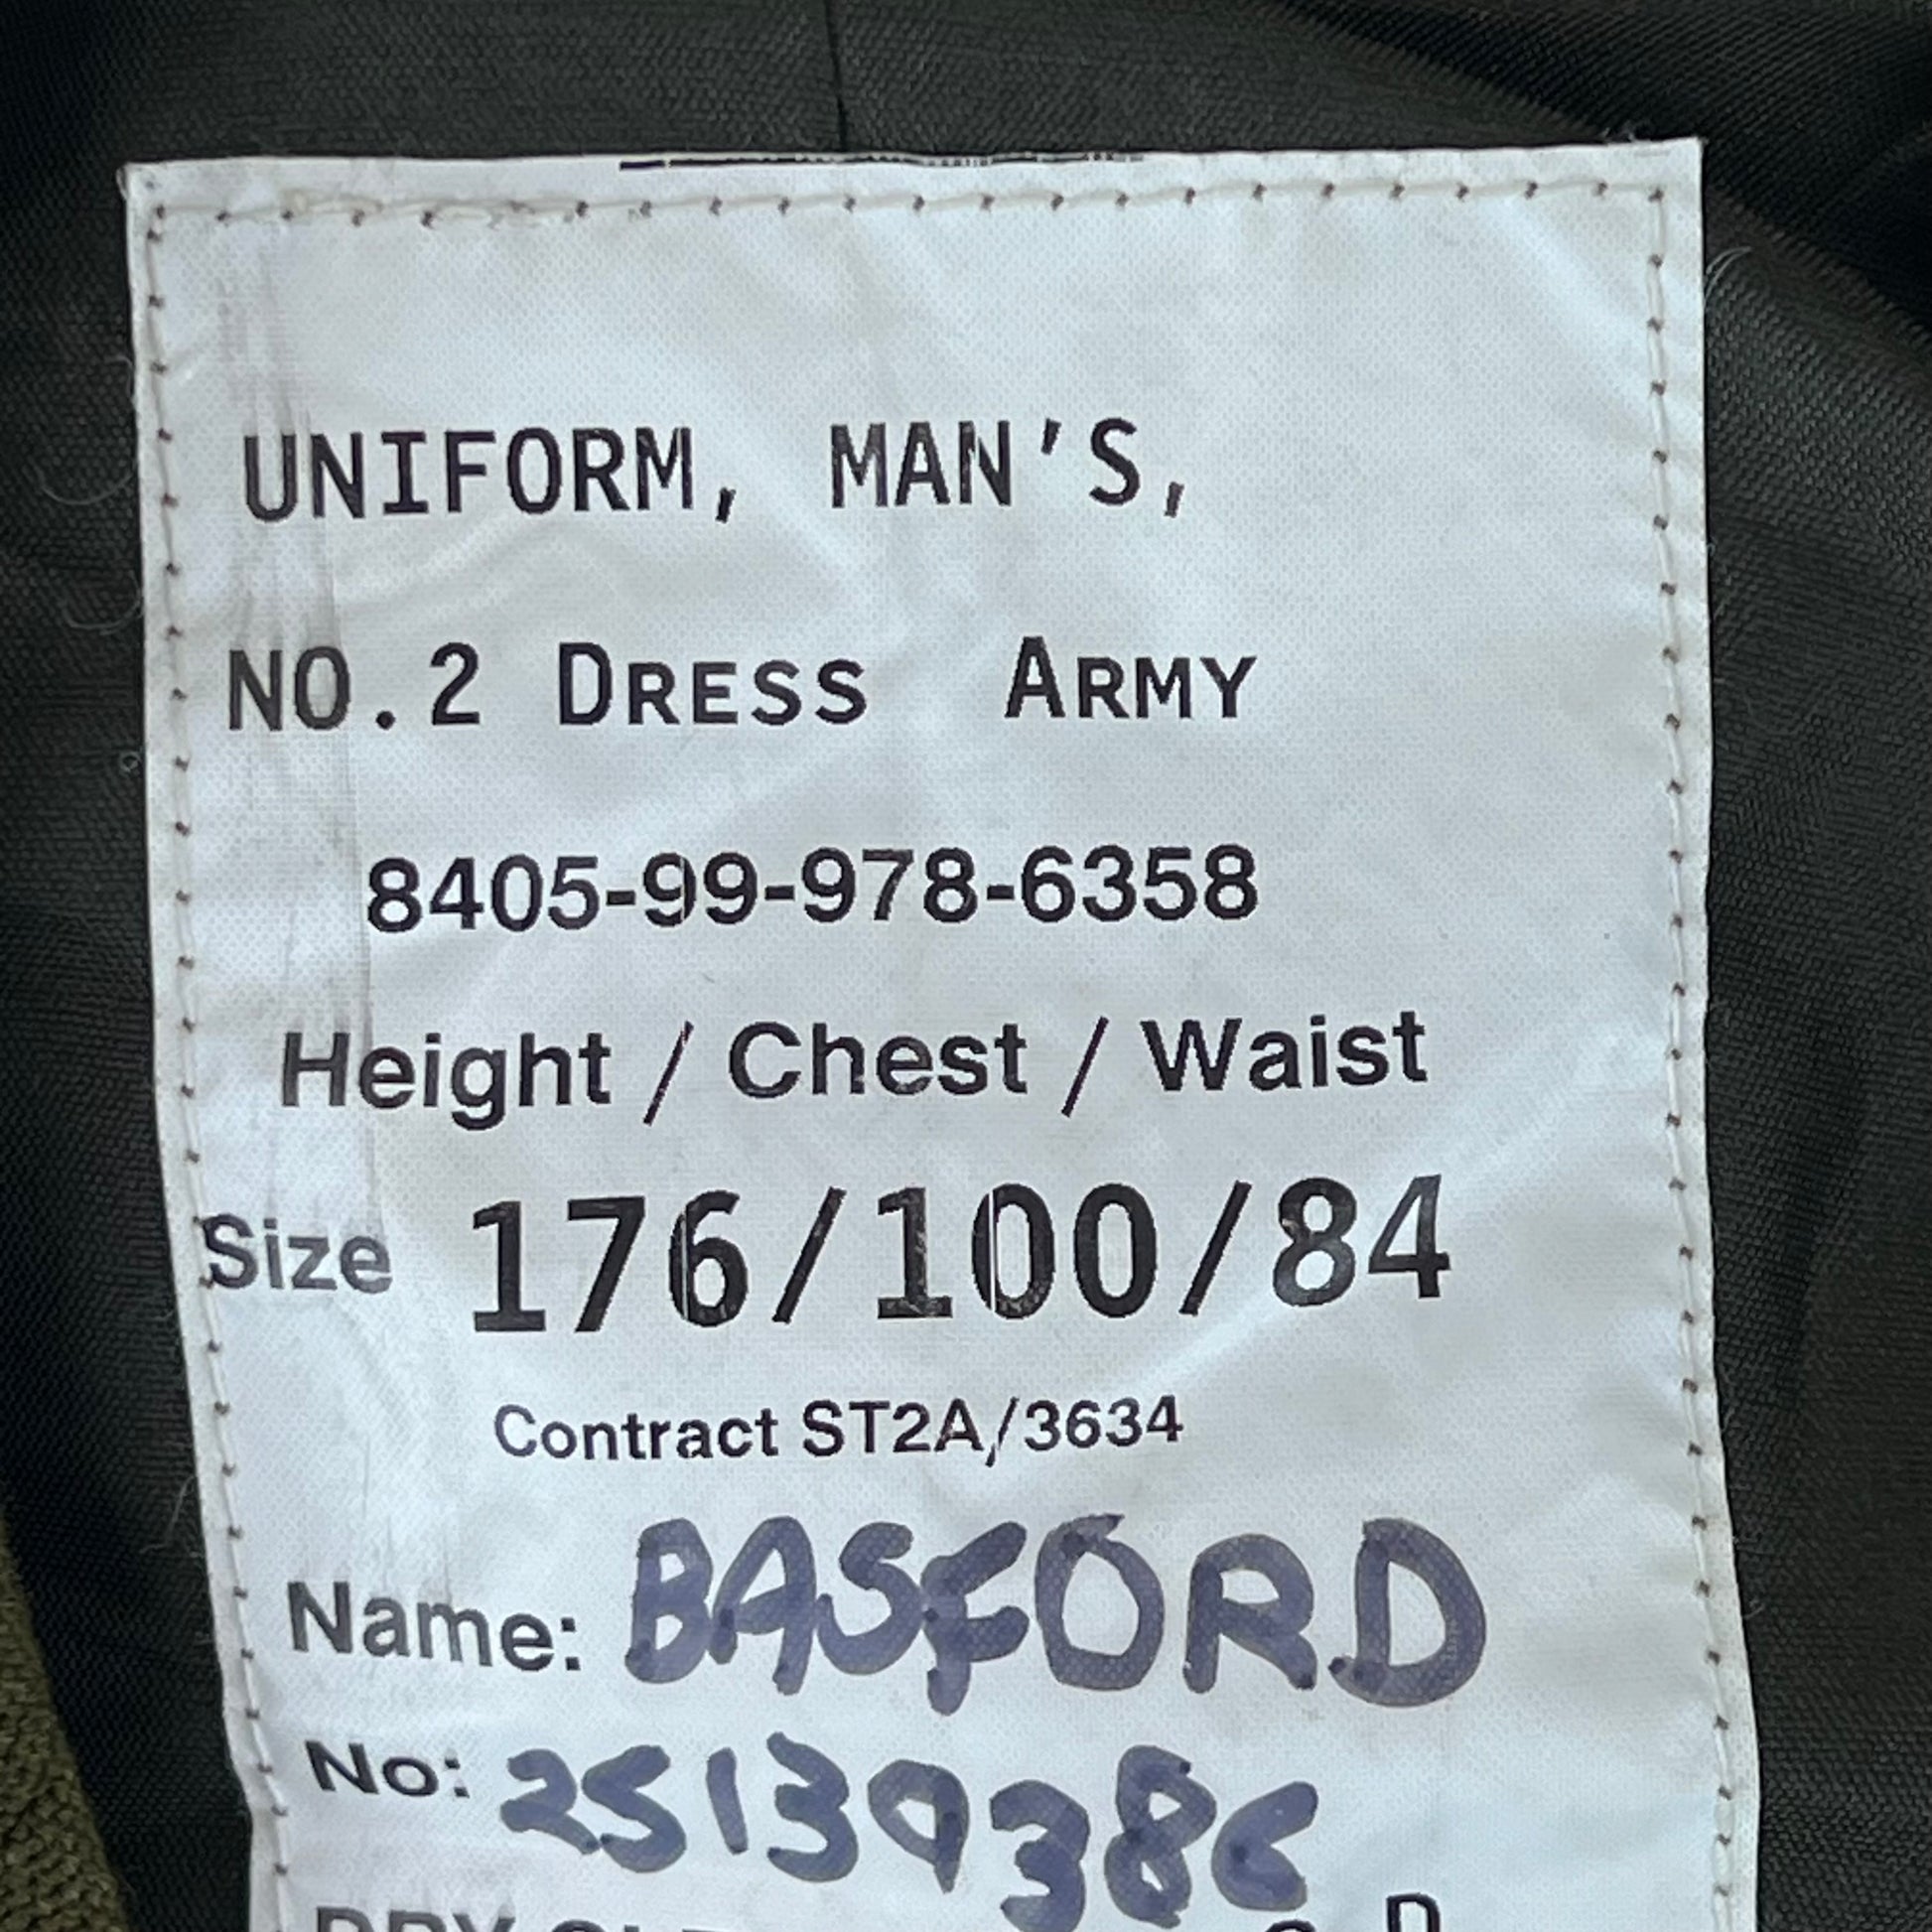 UNIFORM, MAN'S,
NO.2 DRESS ARMY
8405-99-978-6358
Height / Chest / Waist
Size 176/100/84
Contract ST2A/3634
Name: BASFORD
No: 25139386